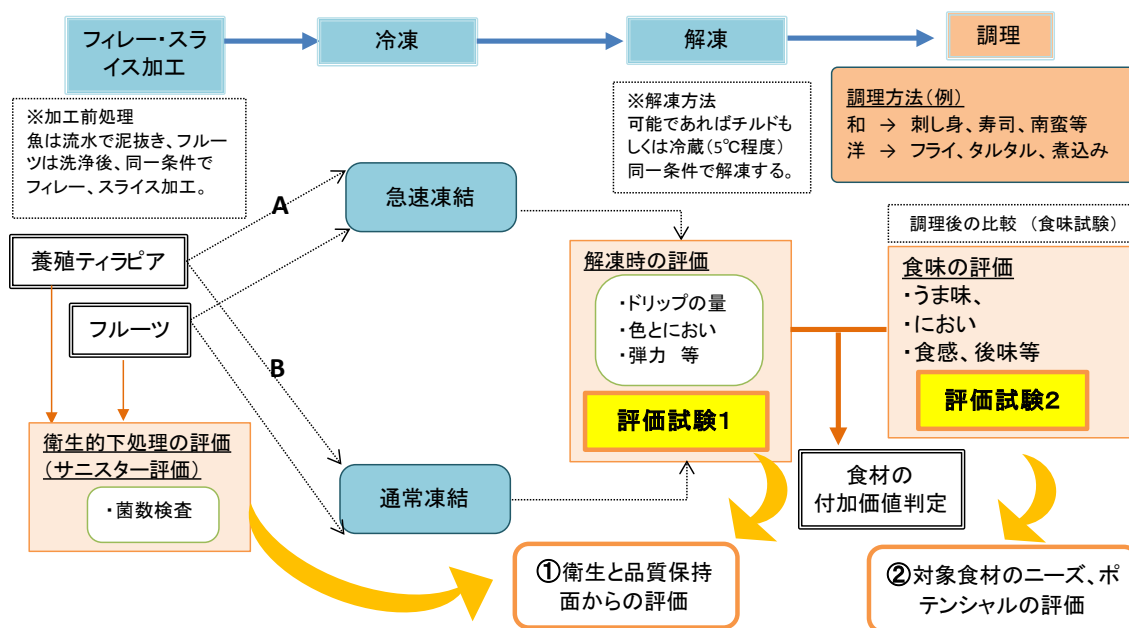 フィレー・スラ
イス加工
冷凍
解凍
調理
※加工前処理
魚は流水で泥抜き、フルー
ツは洗浄後、同一条件で
フィレー、スライス加工。
※解凍方法
可能であればチルドも
しくは冷蔵(5℃程度)
同一条件で解凍する。
調理方法(例)
和 → 刺し身、寿司、南蛮等
洋 → フライ、タルタル、煮込み
A
急速凍結
養殖ティラピア
フルーツ
B
通常凍結
解凍時の評価
・ドリップの量
・色とにおい
・弾力 等
評価試験1
調理後の比較 (食味試験)
食味の評価
・うま味、
・におい
・食感、後味等
評価試験2
衛生的下処理の評価
(サニスター評価)
・菌数検査
食材の
付加価値判定
①衛生と品質保持
面からの評価
②対象食材のニーズ、ポ
テンシャルの評価